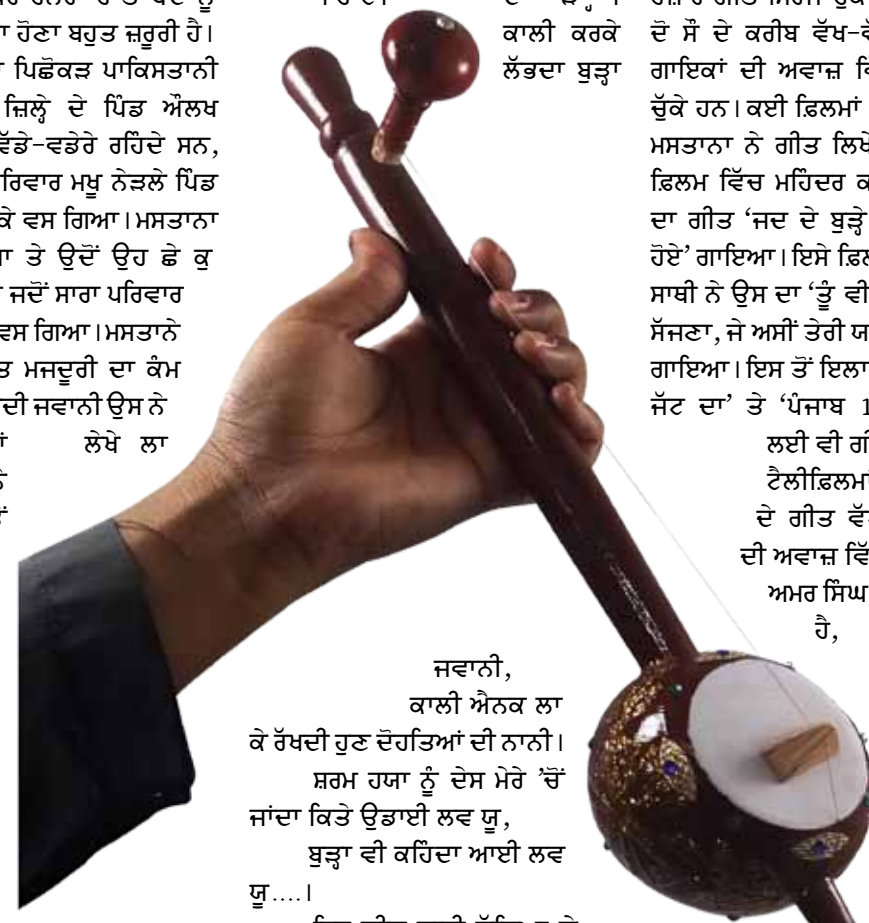 ਹੋਣਾ ਬਹੁਤ ਜ਼ਰੂਰੀ ਹੈ।
ਪਿਛੋਕੜ ਪਾਕਿਸਤਾਨੀ
ਜ਼ਿਲ੍ਹੇ ਦੇ ਪਿੰਡ ਔਲਖ
ਵੱਡੇ-ਵਡੇਰੇ ਰਹਿੰਦੇ ਸਨ,
ਰਿਵਾਰ ਮਖੂ ਨੇੜਲੇ ਪਿੰਡ
ਕੇ ਵਸ ਗਿਆ।ਮਸਤਾਨਾ
ਤੇ ਉਦੋਂ ਉਹ ਛੇ ਕੁ
ਜਦੋਂ ਸਾਰਾ ਪਰਿਵਾਰ
ਵਸ ਗਿਆ।ਮਸਤਾਨੇ
ਮਜਦੂਰੀ ਦਾ ਕੰਮ
ਦੀ ਜਵਾਨੀ ਉਸ ਨੇ
ਲੇਖੇ ਲਾ
ਕਾਲੀ ਕਰਕੇ
ਲੱਭਦਾ ਬੁੜ੍ਹਾ
ਜਵਾਨੀ,
ਕਾਲੀ ਐਨਕ ਲਾ
ਕੇ ਰੱਖਦੀ ਹੁਣ ਦੋਹਤਿਆਂ ਦੀ ਨਾਨੀ।
ਸ਼ਰਮ ਹਯਾ ਨੂੰ ਦੇਸ ਮੇਰੇ ’ਚੋਂ
ਜਾਂਦਾ ਕਿਤੇ ਉਡਾਈ ਲਵ ਯੂ,
ਬੁੜ੍ਹਾ ਵੀ ਕਹਿੰਦਾ ਆਈ ਲਵ
ਯੂ....।
ਦੋ ਸੌ ਦੇ ਕਰੀਬ ਵੱਖ-ਵੱ
ਗਾਇਕਾਂ ਦੀ ਅਵਾਜ਼ ਵਿ
ਚੁੱਕੇ ਹਨ।ਕਈ ਫ਼ਿਲਮਾਂ
ਮਸਤਾਨਾ ਨੇ ਗੀਤ ਲਿਖੇ
ਫ਼ਿਲਮ ਵਿੱਚ ਮਹਿੰਦਰ ਕ
ਦਾ ਗੀਤ ‘ਜਦ ਦੇ ਬੁੜ੍ਹੇ
ਹੋਏ’ ਗਾਇਆ।ਇਸੇ ਫ਼ਿਲ
ਸਾਥੀ ਨੇ ਉਸ ਦਾ ‘ਤੂੰ ਵੀ
ਸੱਜਣਾ, ਜੇ ਅਸੀਂ ਤੇਰੀ ਯ
ਗਾਇਆ।ਇਸ ਤੋਂ ਇਲਾ
ਜੱਟ ਦਾ’ ਤੇ ‘ਪੰਜਾਬ 1
ਲਈ ਵੀ ਗੀ
ਟੈਲੀਫ਼ਿਲਮਾਂ
ਦੇ ਗੀਤ ਵੱ
ਦੀ ਅਵਾਜ਼ ਵਿੱ
ਅਮਰ ਸਿੰਘ
ਹੈ,